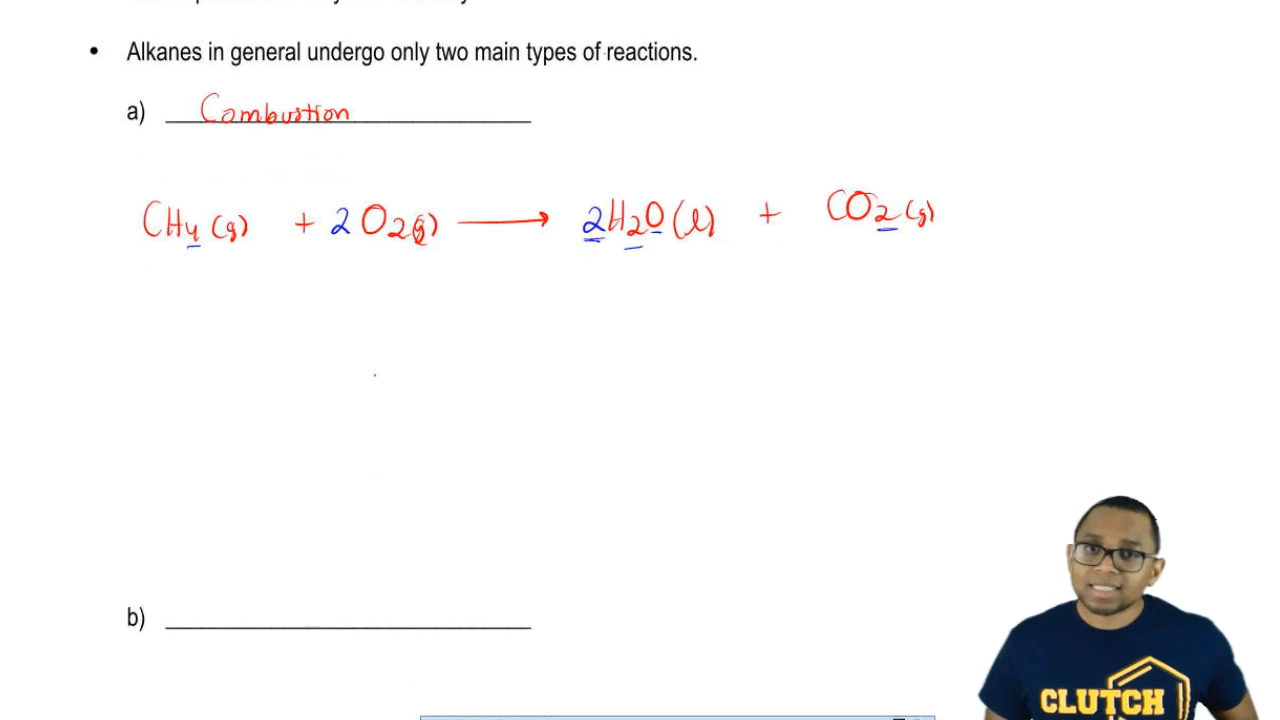 • Alkanes in general undergo only two main types of reactions.
a) Combustion
CH4 (g) + 2 O2(g) ⟶ 2H2O (l) + CO2 (g)
b)
CLUTCH